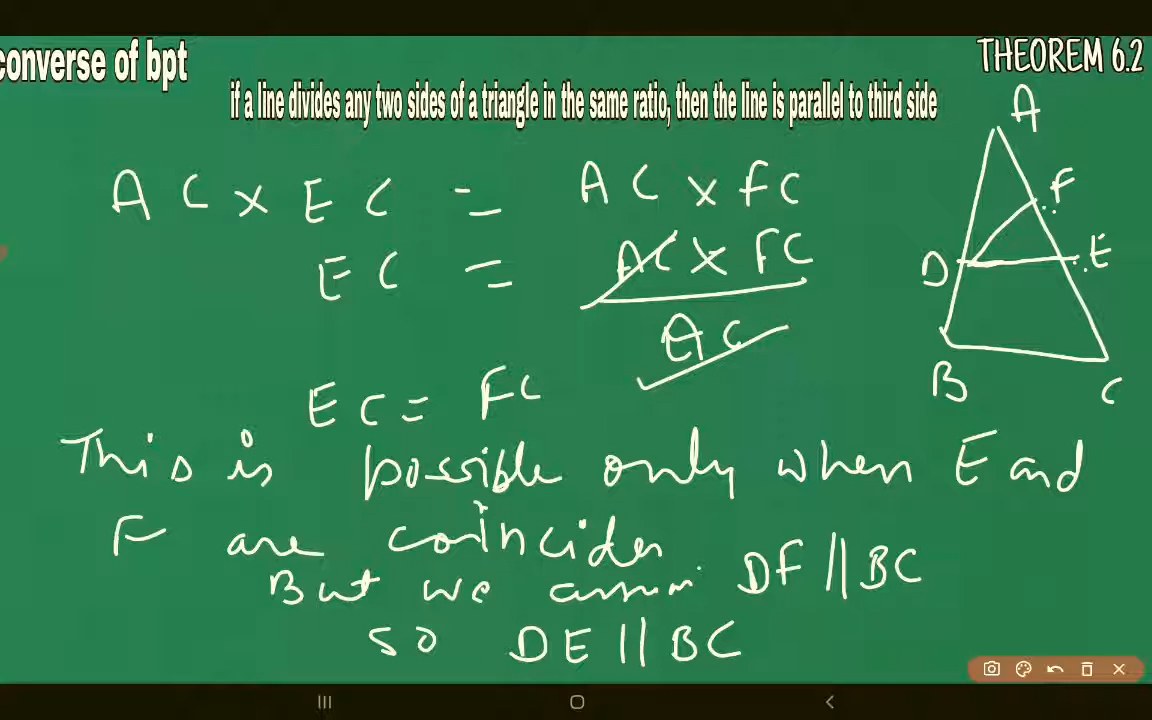 converse of bpt
THEOREM 6.2
if a line divides any two sides of a triangle in the same ratio, then the line is parallel to third side
A
AC × EC = AC × FC
F
EC = AC × FC
D E
AC
B C
EC = FC
This is possible only when E and
F are coincider
But we assum DF || BC
so DE || BC